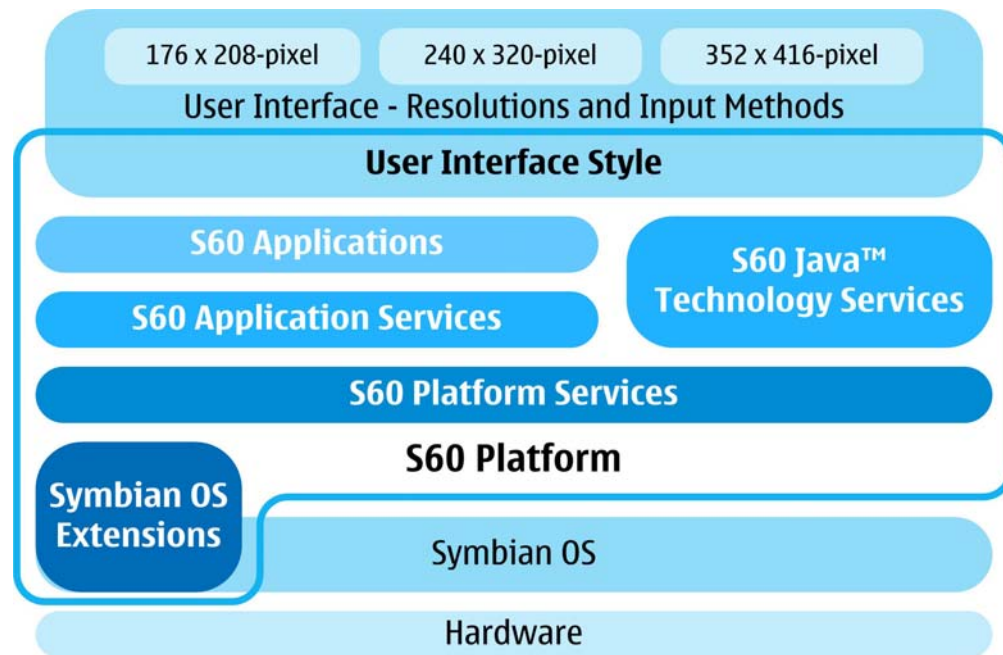 176 x 208-pixel
240 x 320-pixel
352 x 416-pixel
User Interface - Resolutions and Input Methods
User Interface Style
S60 Applications
S60 Java™
Technology Services
S60 Application Services
S60 Platform Services
S60 Platform
Symbian OS
Extensions
Symbian OS
Hardware